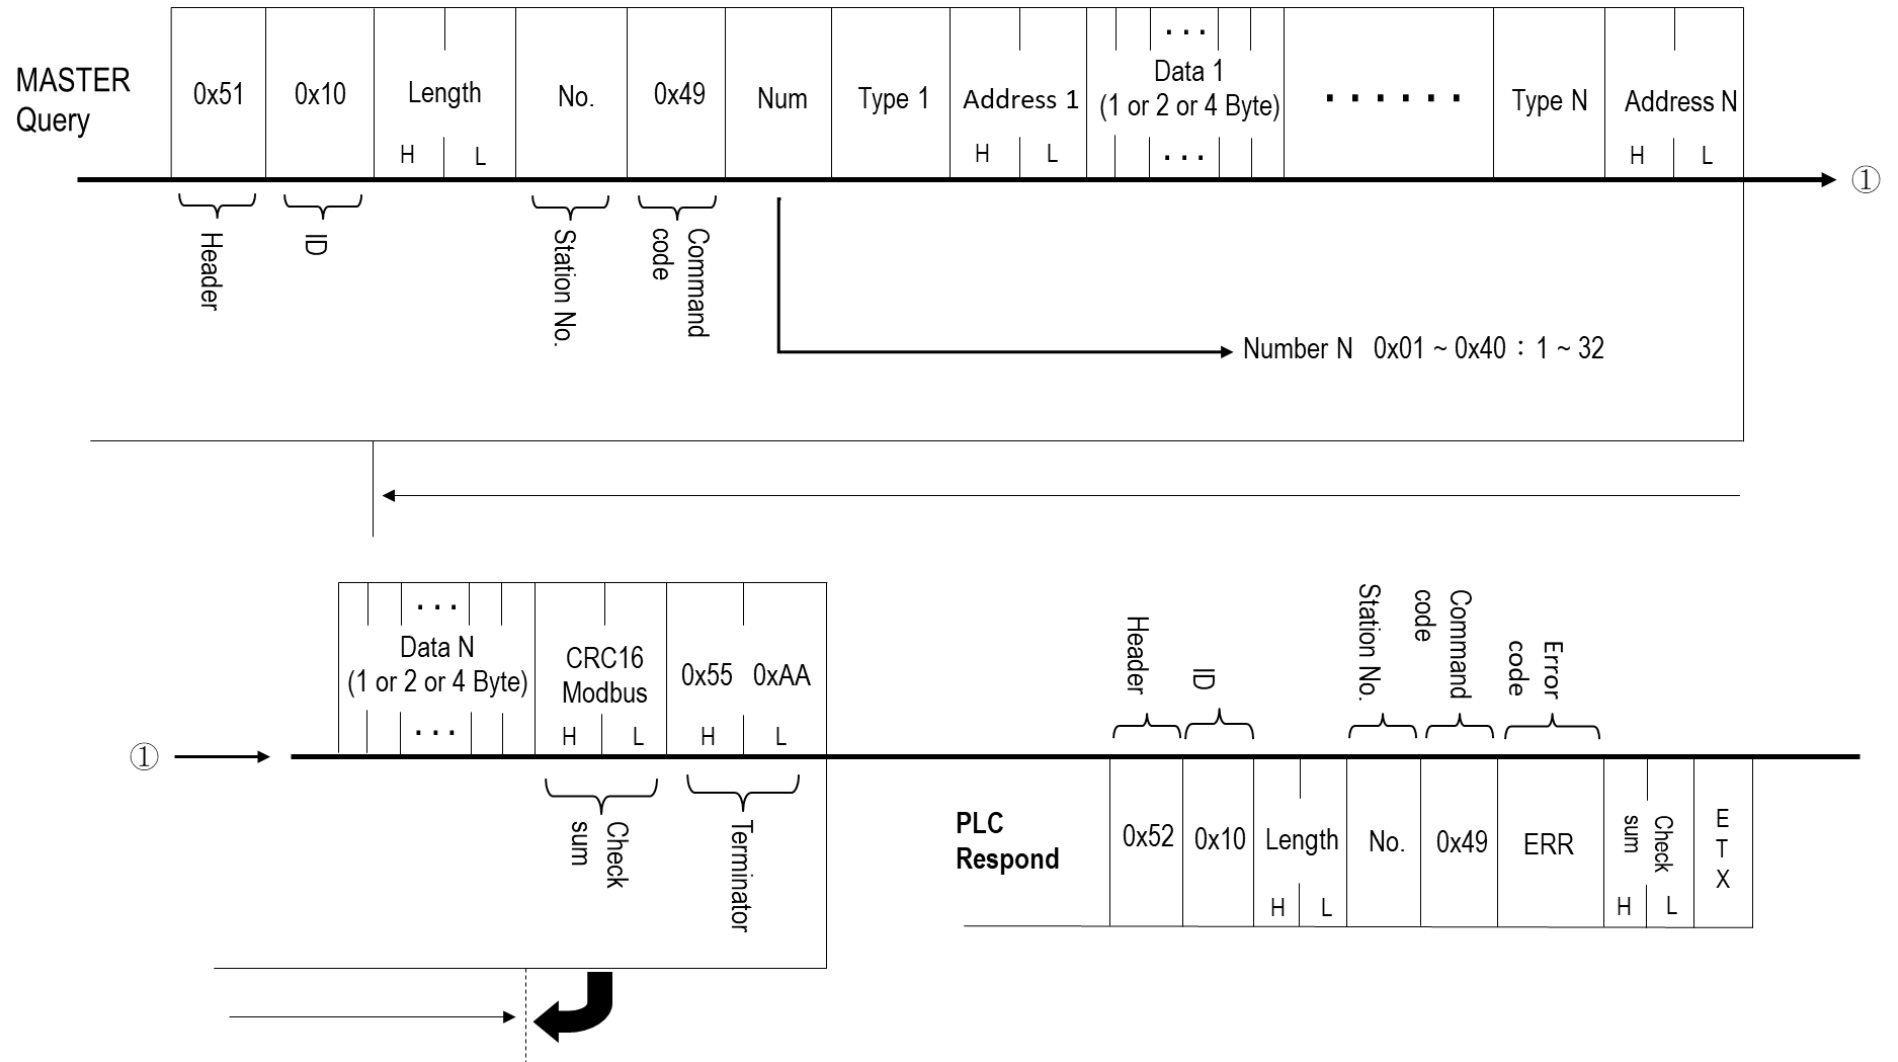 MASTER
Query
0x51
0x10
Length
H L
No.
0x49
Num
Type 1
Address 1
H L
· · ·
Data 1
(1 or 2 or 4 Byte)
· · ·
· · · · · ·
Type N
Address N
H L
①
Header
ID
Station No.
Command
code
Number N 0x01 ~ 0x40 : 1 ~ 32
· · ·
Data N
(1 or 2 or 4 Byte)
· · ·
CRC16
Modbus
H L
0x55 0xAA
H L
①
Check
sum
Terminator
Header
ID
Station No.
Command
code
Error
code
PLC
Respond
0x52
0x10
Length
H L
No.
0x49
ERR
Check
sum
H L
E
T
X